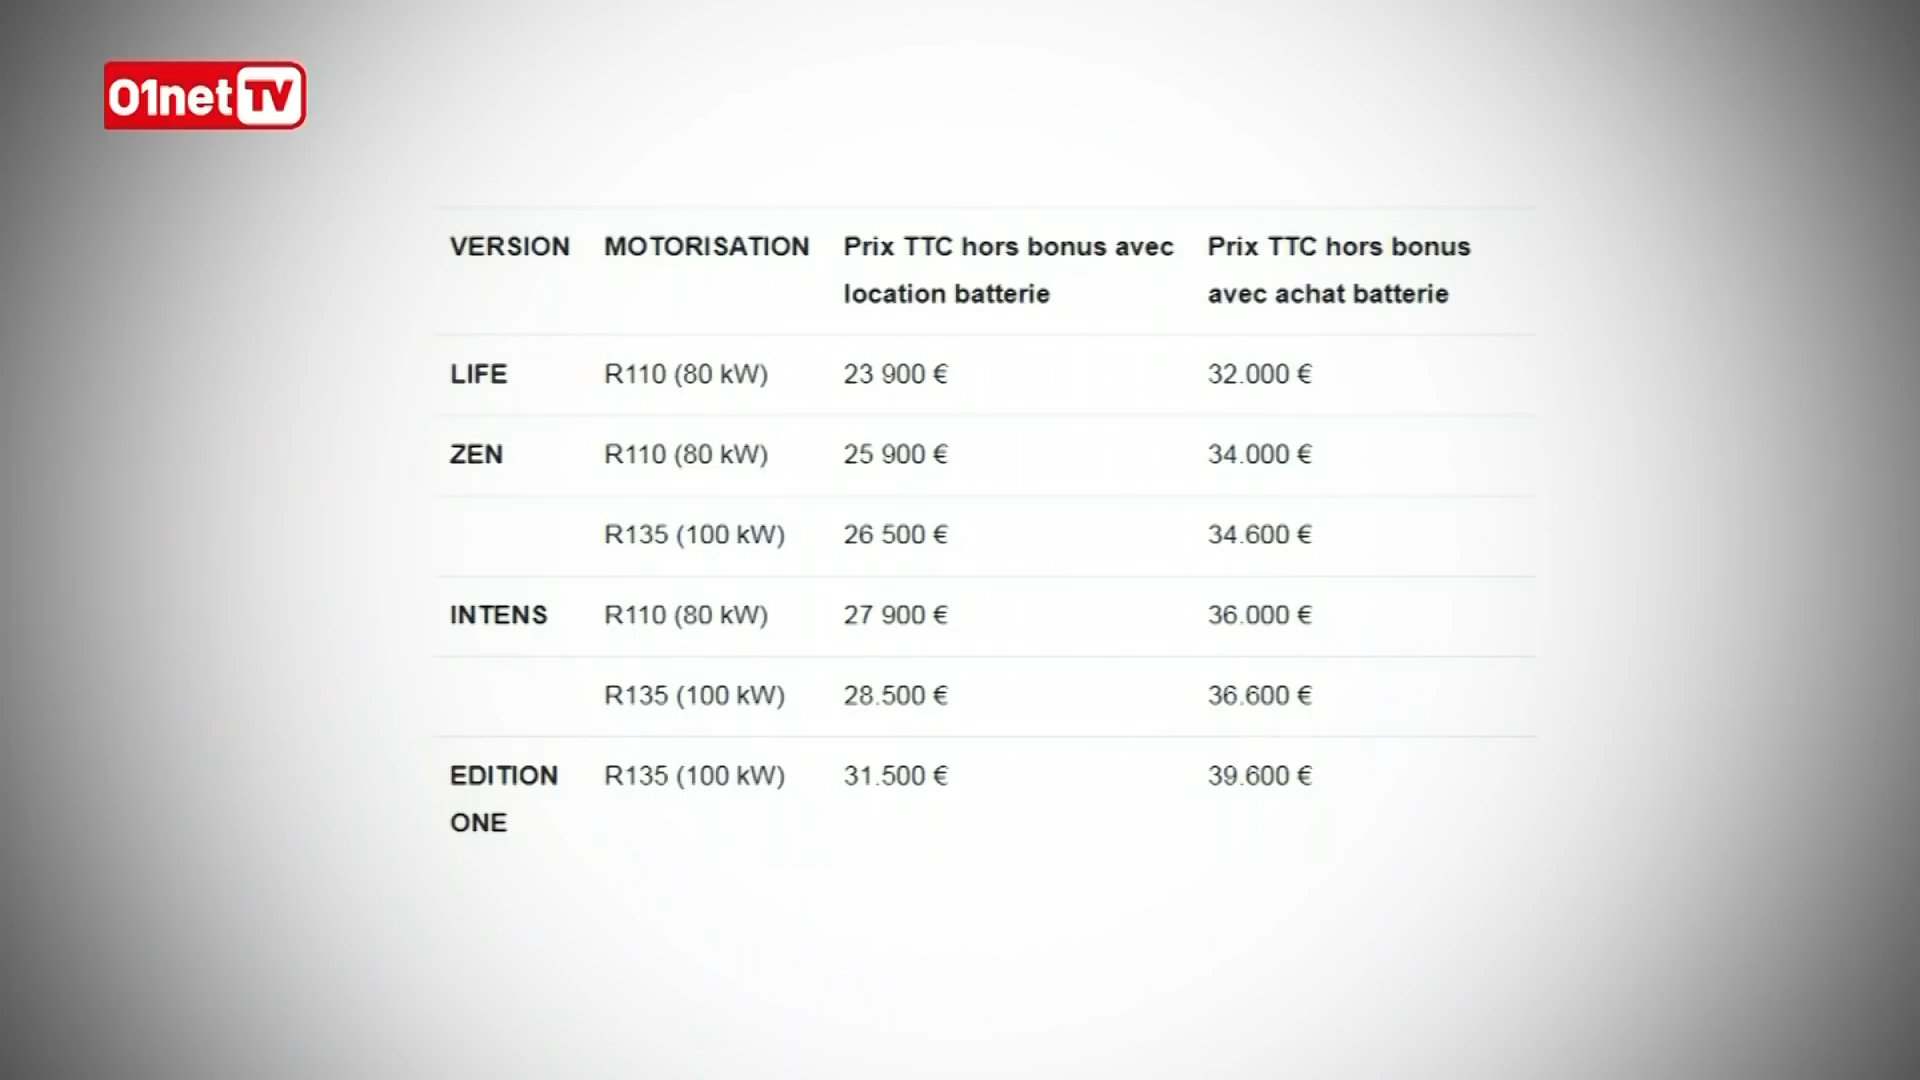 01net TV
VERSION MOTORISATION Prix TTC hors bonus avec location batterie Prix TTC hors bonus avec achat batterie
LIFE R110 (80 kW) 23 900 € 32.000 €
ZEN R110 (80 kW) 25 900 € 34.000 €
R135 (100 kW) 26 500 € 34.600 €
INTENS R110 (80 kW) 27 900 € 36.000 €
R135 (100 kW) 28.500 € 36.600 €
EDITION ONE R135 (100 kW) 31.500 € 39.600 €